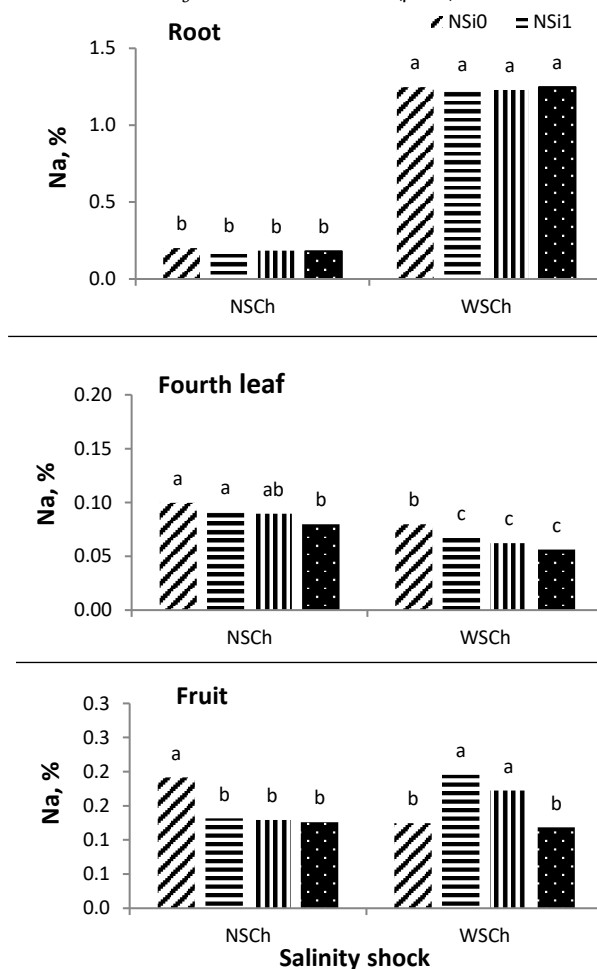 Root
NSi0 NSi1
1.5
a a a a
1.0
Na, %
0.5
b b b b
0.0
NSCh WSCh
Fourth leaf
0.20
0.15
Na, %
a a ab b b c c c
0.10
0.05
0.00
NSCh WSCh
Fruit
0.3
0.3
a a a
0.2
Na, %
b b b b b
0.2
0.1
0.1
0.0
NSCh WSCh
Salinity shock